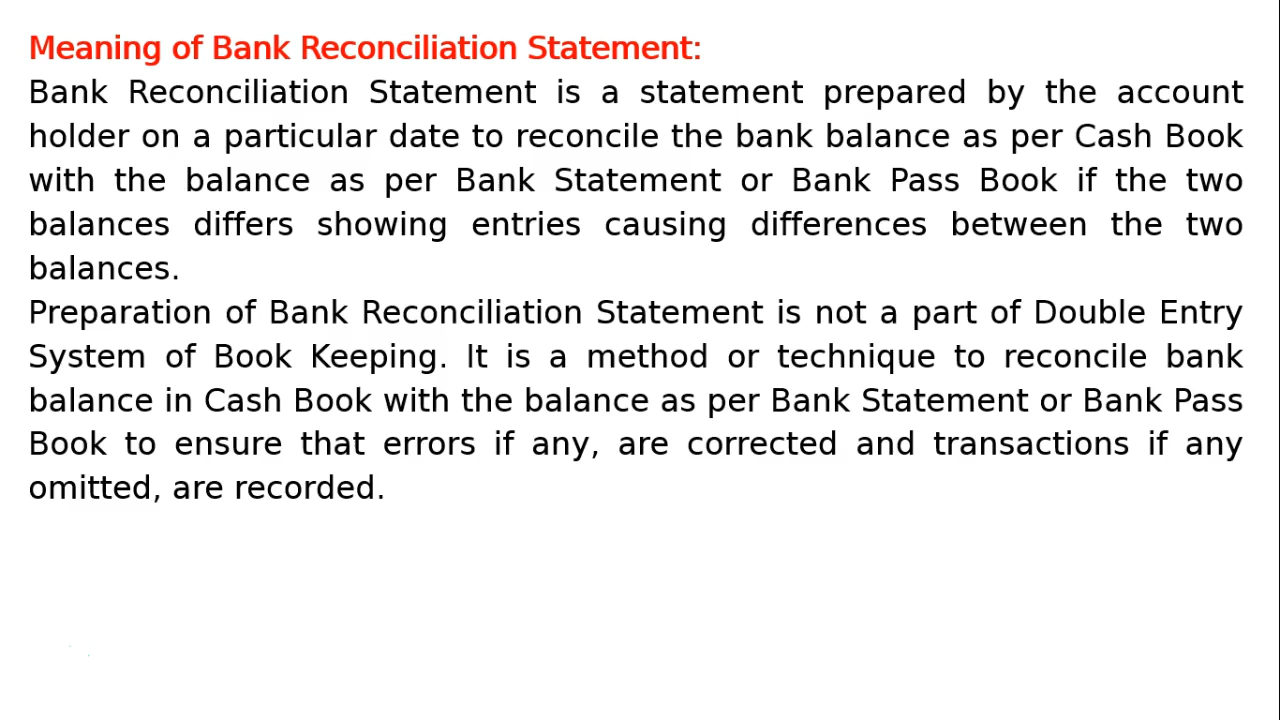 Meaning of Bank Reconciliation Statement:
Bank Reconciliation Statement is a statement prepared by the account
holder on a particular date to reconcile the bank balance as per Cash Book
with the balance as per Bank Statement or Bank Pass Book if the two
balances differs showing entries causing differences between the two
balances.
Preparation of Bank Reconciliation Statement is not a part of Double Entry
System of Book Keeping. It is a method or technique to reconcile bank
balance in Cash Book with the balance as per Bank Statement or Bank Pass
Book to ensure that errors if any, are corrected and transactions if any
omitted, are recorded.